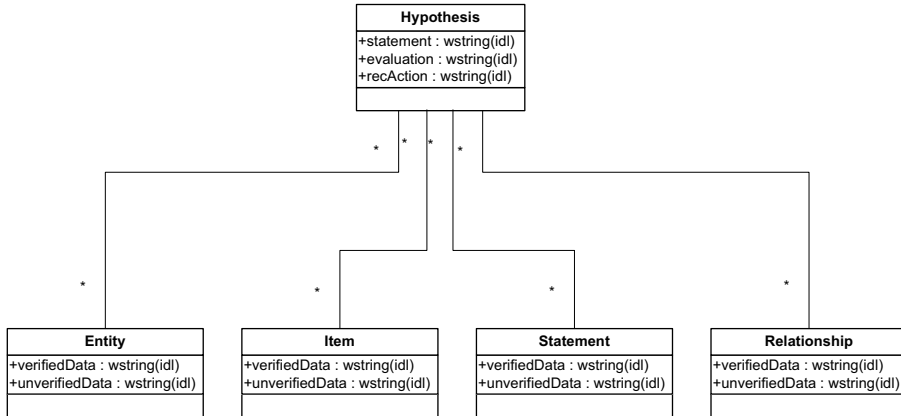 Hypothesis
+statement : wstring(idl)
+evaluation : wstring(idl)
+recAction : wstring(idl)
* * * *
* * * *
Entity
+verifiedData : wstring(idl)
+unverifiedData : wstring(idl)
Item
+verifiedData : wstring(idl)
+unverifiedData : wstring(idl)
Statement
+verifiedData : wstring(idl)
+unverifiedData : wstring(idl)
Relationship
+verifiedData : wstring(idl)
+unverifiedData : wstring(idl)